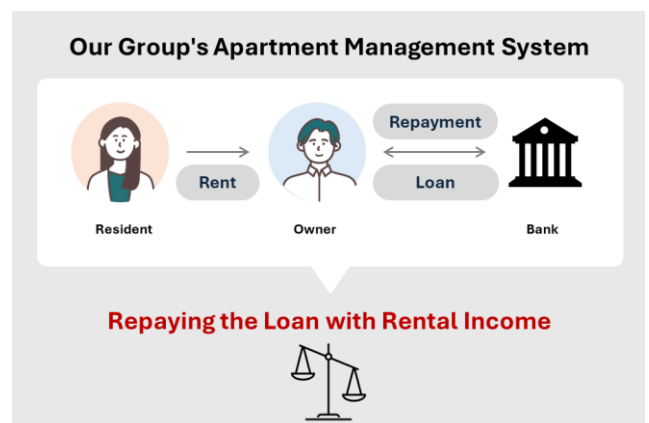 Our Group's Apartment Management System
Repayment
Rent
Loan
Resident
Owner
Bank
Repaying the Loan with Rental Income